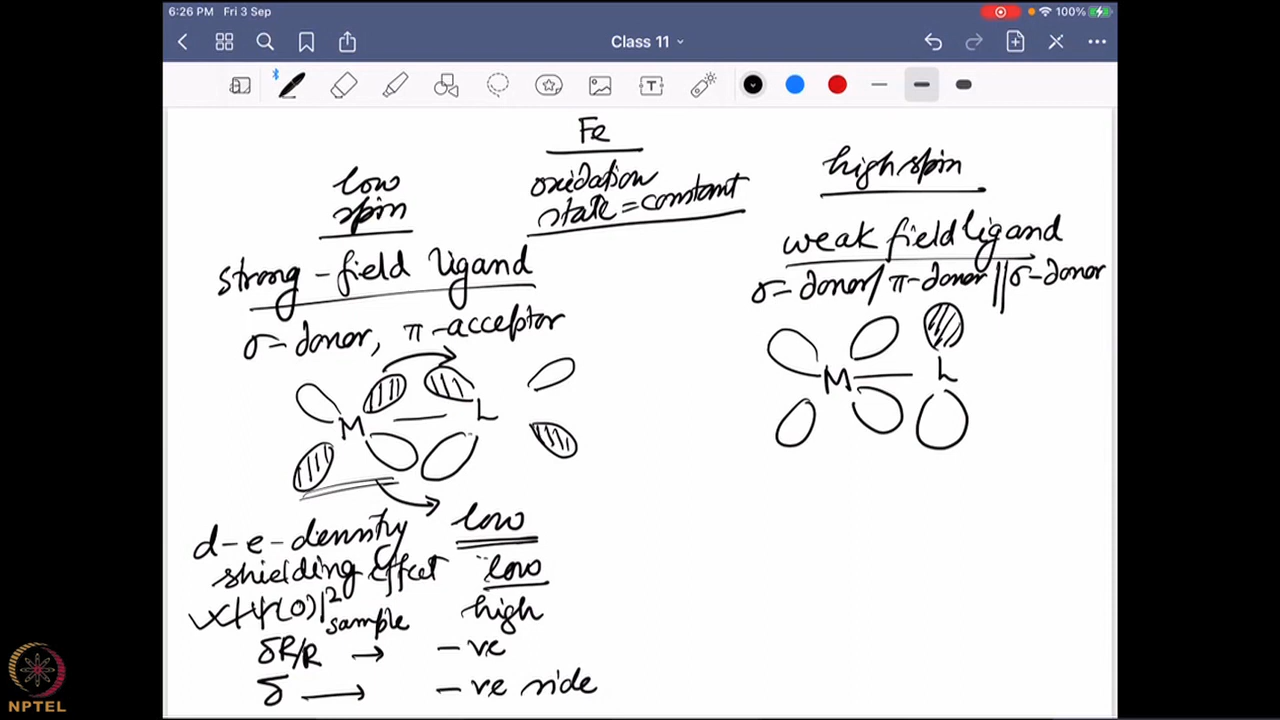 6:26 PM Fri 3 Sep
100%
Class 11
T
Fe
oxidation
state = constant
low
spin
strong-field ligand
σ-donor, π-acceptor
M
L
high spin
weak field ligand
σ-donor/π-donor||σ-donor
M
L
d-e-density low
shielding effect low
|ψ(0)|² sample high
δR/R → -ve
δ → -ve side
NPTEL